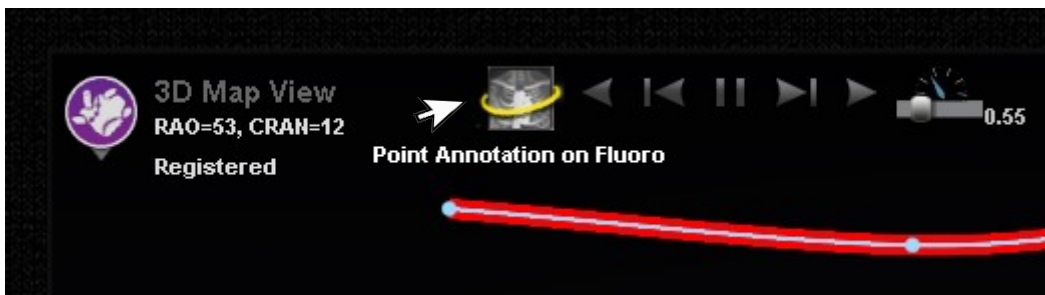 3D Map View
RAO=53, CRAN=12
Registered
Point Annotation on Fluoro
0.55